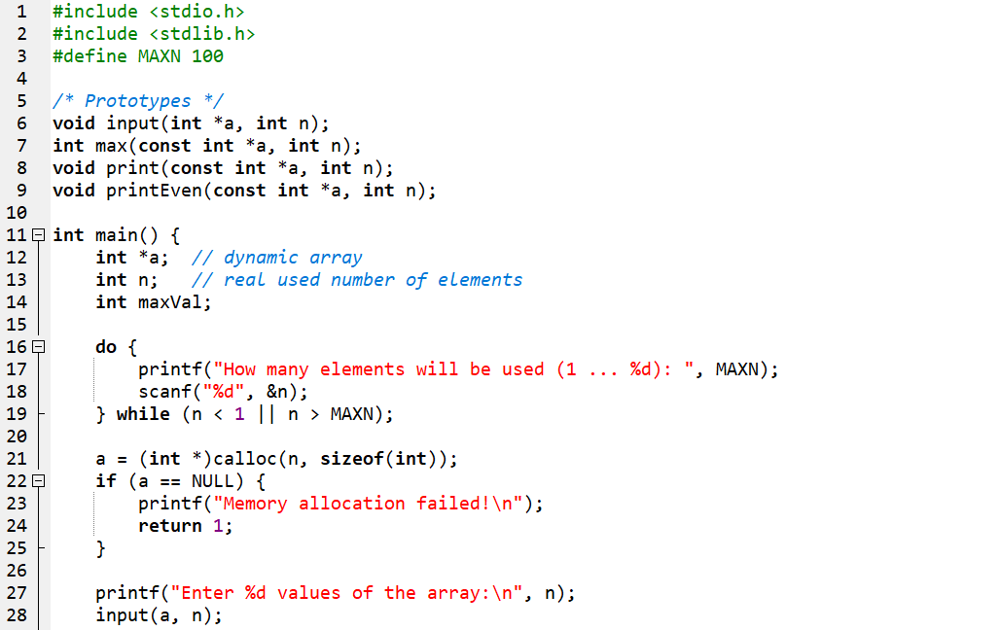 1 #include <stdio.h>
2 #include <stdlib.h>
3 #define MAXN 100
4
5 /* Prototypes */
6 void input(int *a, int n);
7 int max(const int *a, int n);
8 void print(const int *a, int n);
9 void printEven(const int *a, int n);
10
11 int main() {
12     int *a;  // dynamic array
13     int n;   // real used number of elements
14     int maxVal;
15
16     do {
17         printf("How many elements will be used (1 ... %d): ", MAXN);
18         scanf("%d", &n);
19     } while (n < 1 || n > MAXN);
20
21     a = (int *)calloc(n, sizeof(int));
22     if (a == NULL) {
23         printf("Memory allocation failed!\n");
24         return 1;
25     }
26
27     printf("Enter %d values of the array:\n", n);
28     input(a, n);